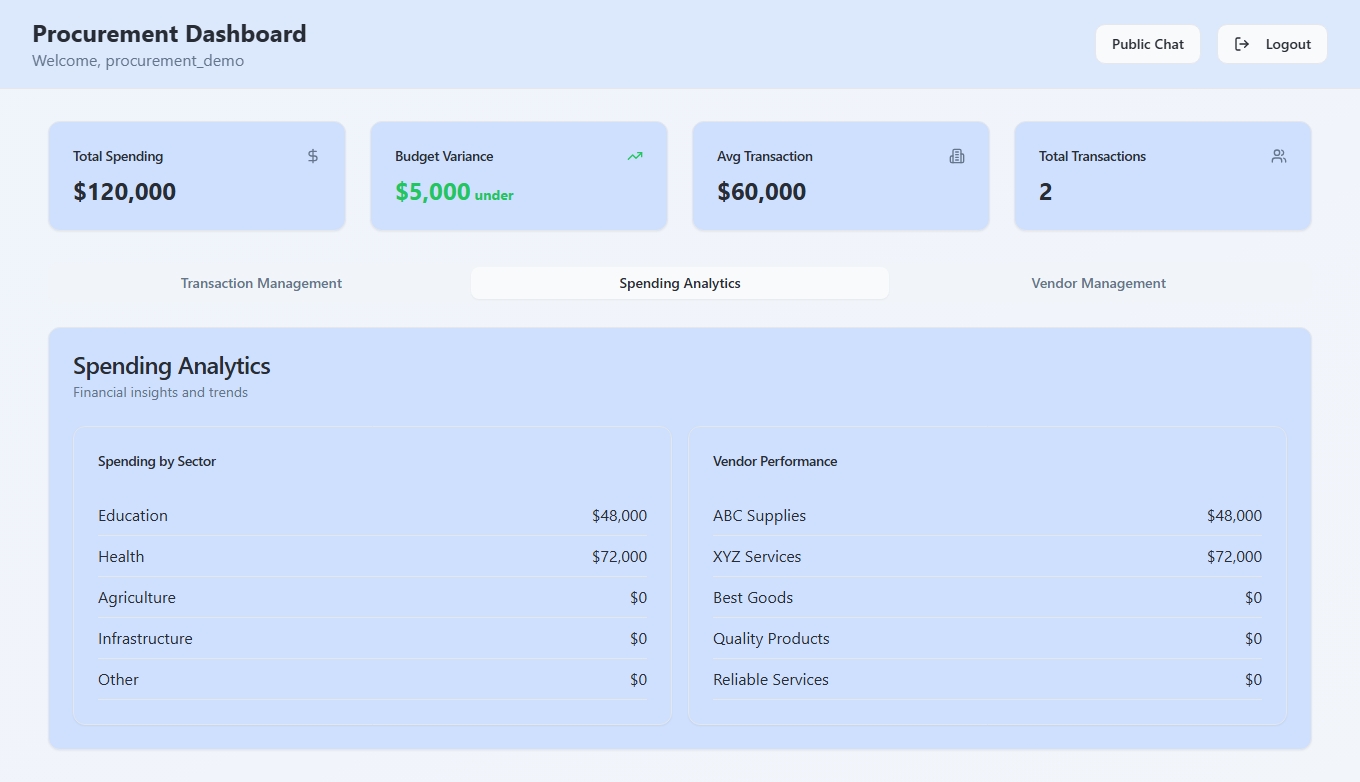 Procurement Dashboard
Welcome, procurement_demo
Public Chat
Logout
Total Spending
$120,000
Budget Variance
$5,000 under
Avg Transaction
$60,000
Total Transactions
2
Transaction Management
Spending Analytics
Vendor Management
Spending Analytics
Financial insights and trends
Spending by Sector
Education $48,000
Health $72,000
Agriculture $0
Infrastructure $0
Other $0
Vendor Performance
ABC Supplies $48,000
XYZ Services $72,000
Best Goods $0
Quality Products $0
Reliable Services $0